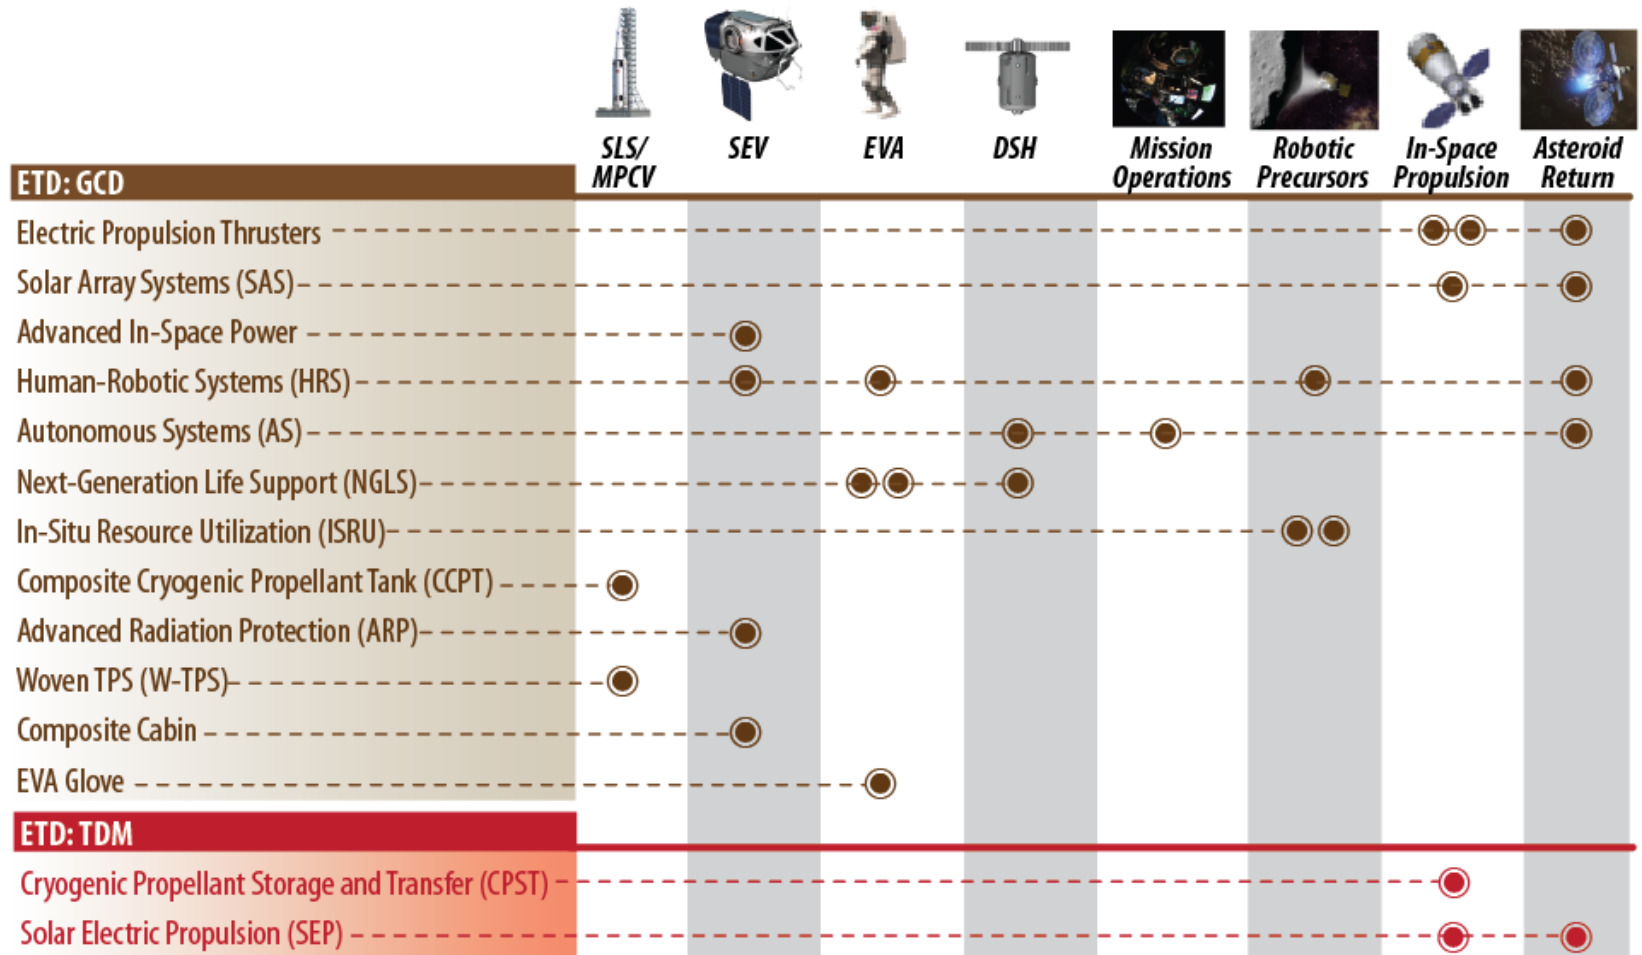 SLS/
MPCV
SEV
EVA
DSH
Mission
Operations
Robotic
Precursors
In-Space
Propulsion
Asteroid
Return
ETD: GCD
Electric Propulsion Thrusters
Solar Array Systems (SAS)
Advanced In-Space Power
Human-Robotic Systems (HRS)
Autonomous Systems (AS)
Next-Generation Life Support (NGLS)
In-Situ Resource Utilization (ISRU)
Composite Cryogenic Propellant Tank (CCPT)
Advanced Radiation Protection (ARP)
Woven TPS (W-TPS)
Composite Cabin
EVA Glove
ETD: TDM
Cryogenic Propellant Storage and Transfer (CPST)
Solar Electric Propulsion (SEP)